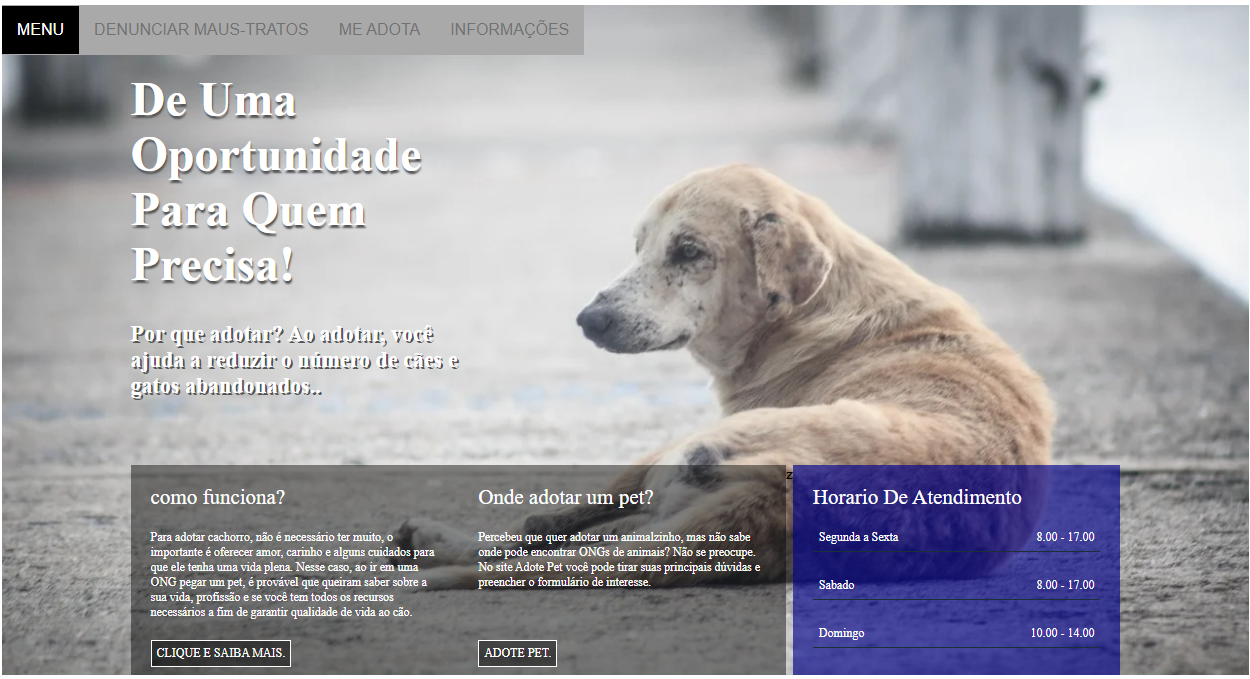 MENU DENUNCIAR MAUS-TRATOS ME ADOTA INFORMAÇÕES
De Uma
Oportunidade
Para Quem
Precisa!
Por que adotar? Ao adotar, você
ajuda a reduzir o número de cães e
gatos abandonados..
como funciona?
Para adotar cachorro, não é necessário ter muito, o
importante é oferecer amor, carinho e alguns cuidados para
que ele tenha uma vida plena. Nesse caso, ao ir em uma
ONG pegar um pet, é provável que queiram saber sobre a
sua vida, profissão e se você tem todos os recursos
necessários a fim de garantir qualidade de vida ao cão.
CLIQUE E SAIBA MAIS.
Onde adotar um pet?
Percebeu que quer adotar um animalzinho, mas não sabe
onde pode encontrar ONGs de animais? Não se preocupe.
No site Adote Pet você pode tirar suas principais dúvidas e
preencher o formulário de interesse.
ADOTE PET.
z
Horario De Atendimento
Segunda a Sexta 8.00 - 17.00
Sabado 8.00 - 17.00
Domingo 10.00 - 14.00